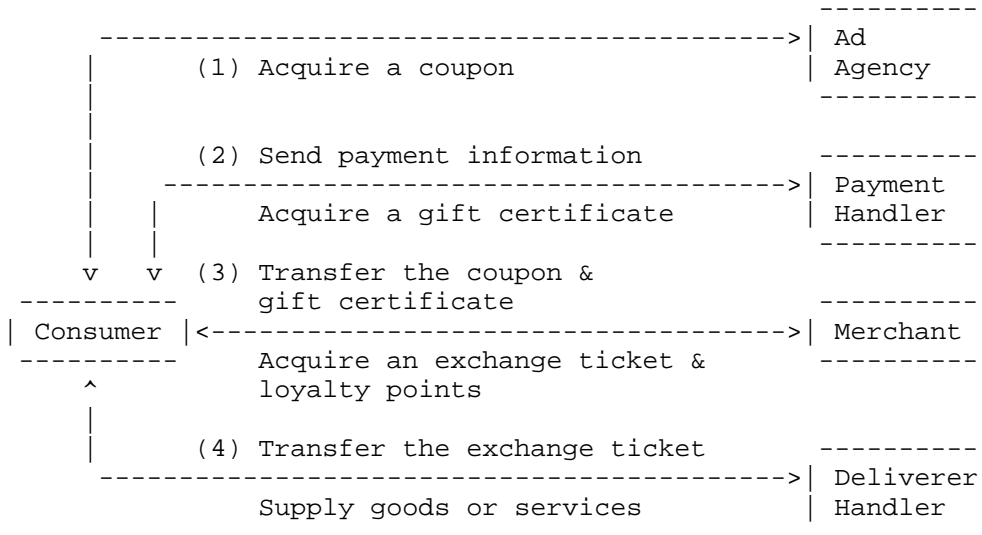 Ad
(1) Acquire a coupon Agency
(2) Send payment information
Payment
Acquire a gift certificate Handler
(3) Transfer the coupon &
gift certificate
Consumer Merchant
Acquire an exchange ticket &
loyalty points
(4) Transfer the exchange ticket
Deliverer
Supply goods or services Handler